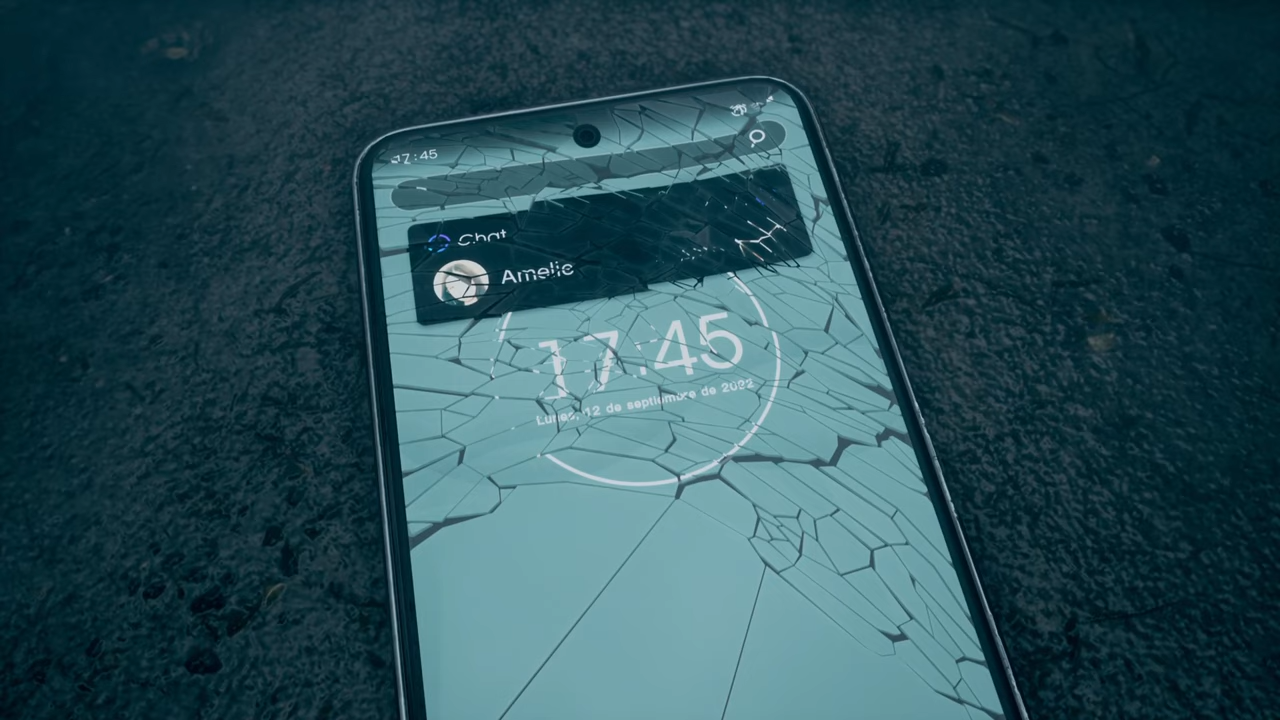 17:45
Chat
Amelie
17:45
Lunes, 12 de septiembre de 2022